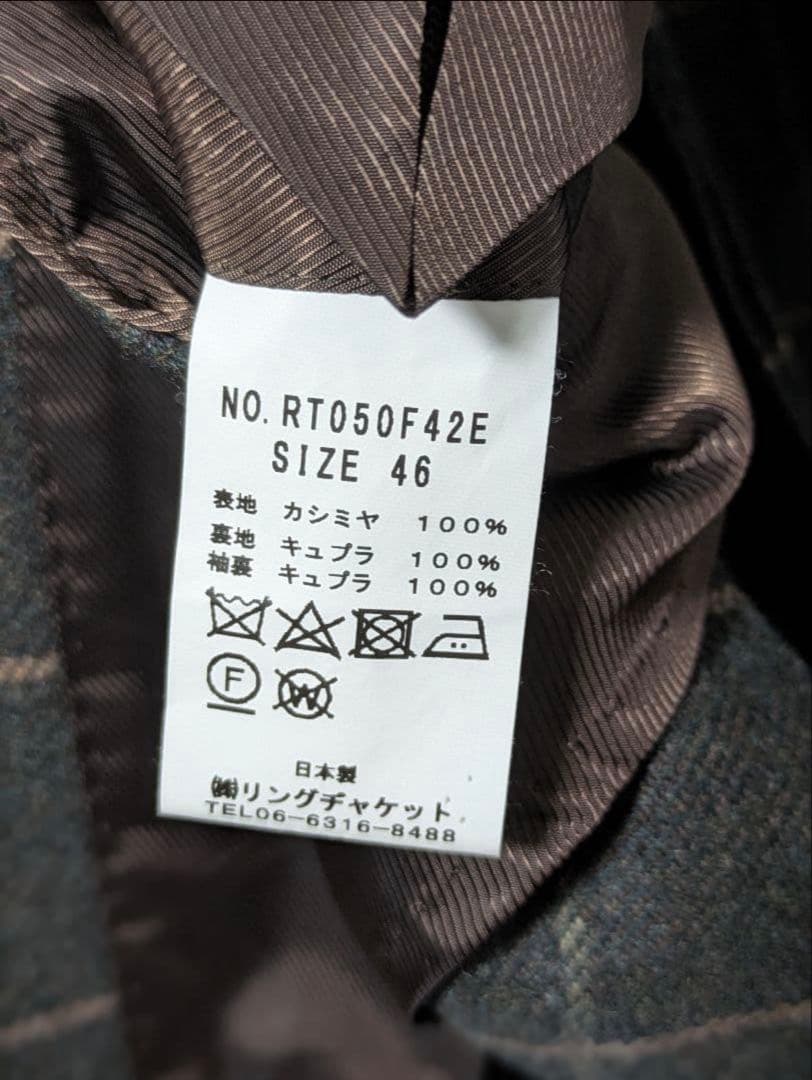 NO. RT050F42E
SIZE 46
表地 カシミヤ 100%
裏地 キュプラ 100%
袖裏 キュプラ 100%
F W
日本製
㈱リングヂャケット
TEL06-6316-8488